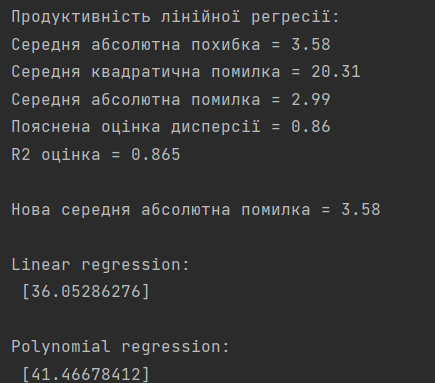 Продуктивність лінійної регресії:
Середня абсолютна похибка = 3.58
Середня квадратична помилка = 20.31
Середня абсолютна помилка = 2.99
Пояснена оцінка дисперсії = 0.86
R2 оцінка = 0.865
Нова середня абсолютна помилка = 3.58
Linear regression:
[36.05286276]
Polynomial regression:
[41.46678412]